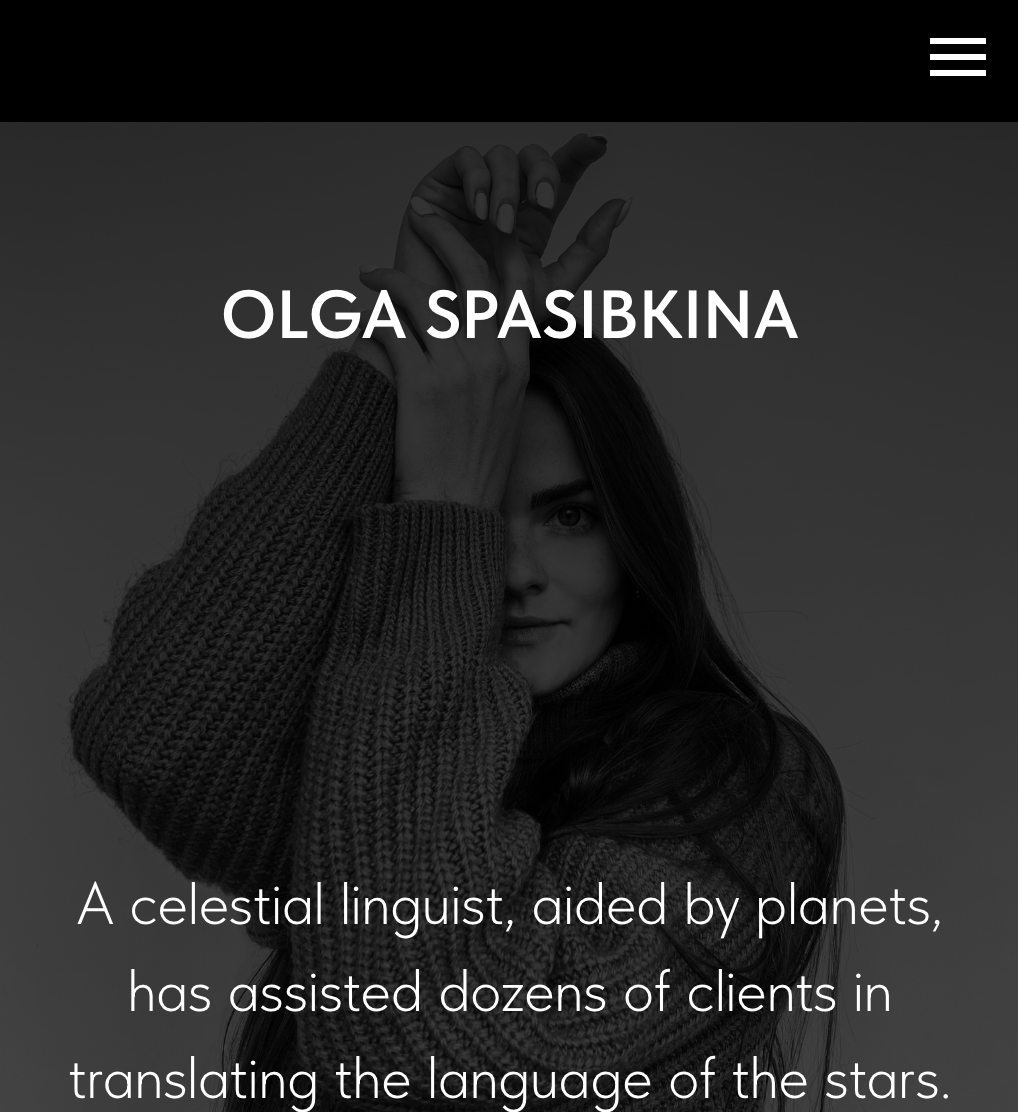 OLGA SPASIBKINA
A celestial linguist, aided by planets,
has assisted dozens of clients in
translating the language of the stars.